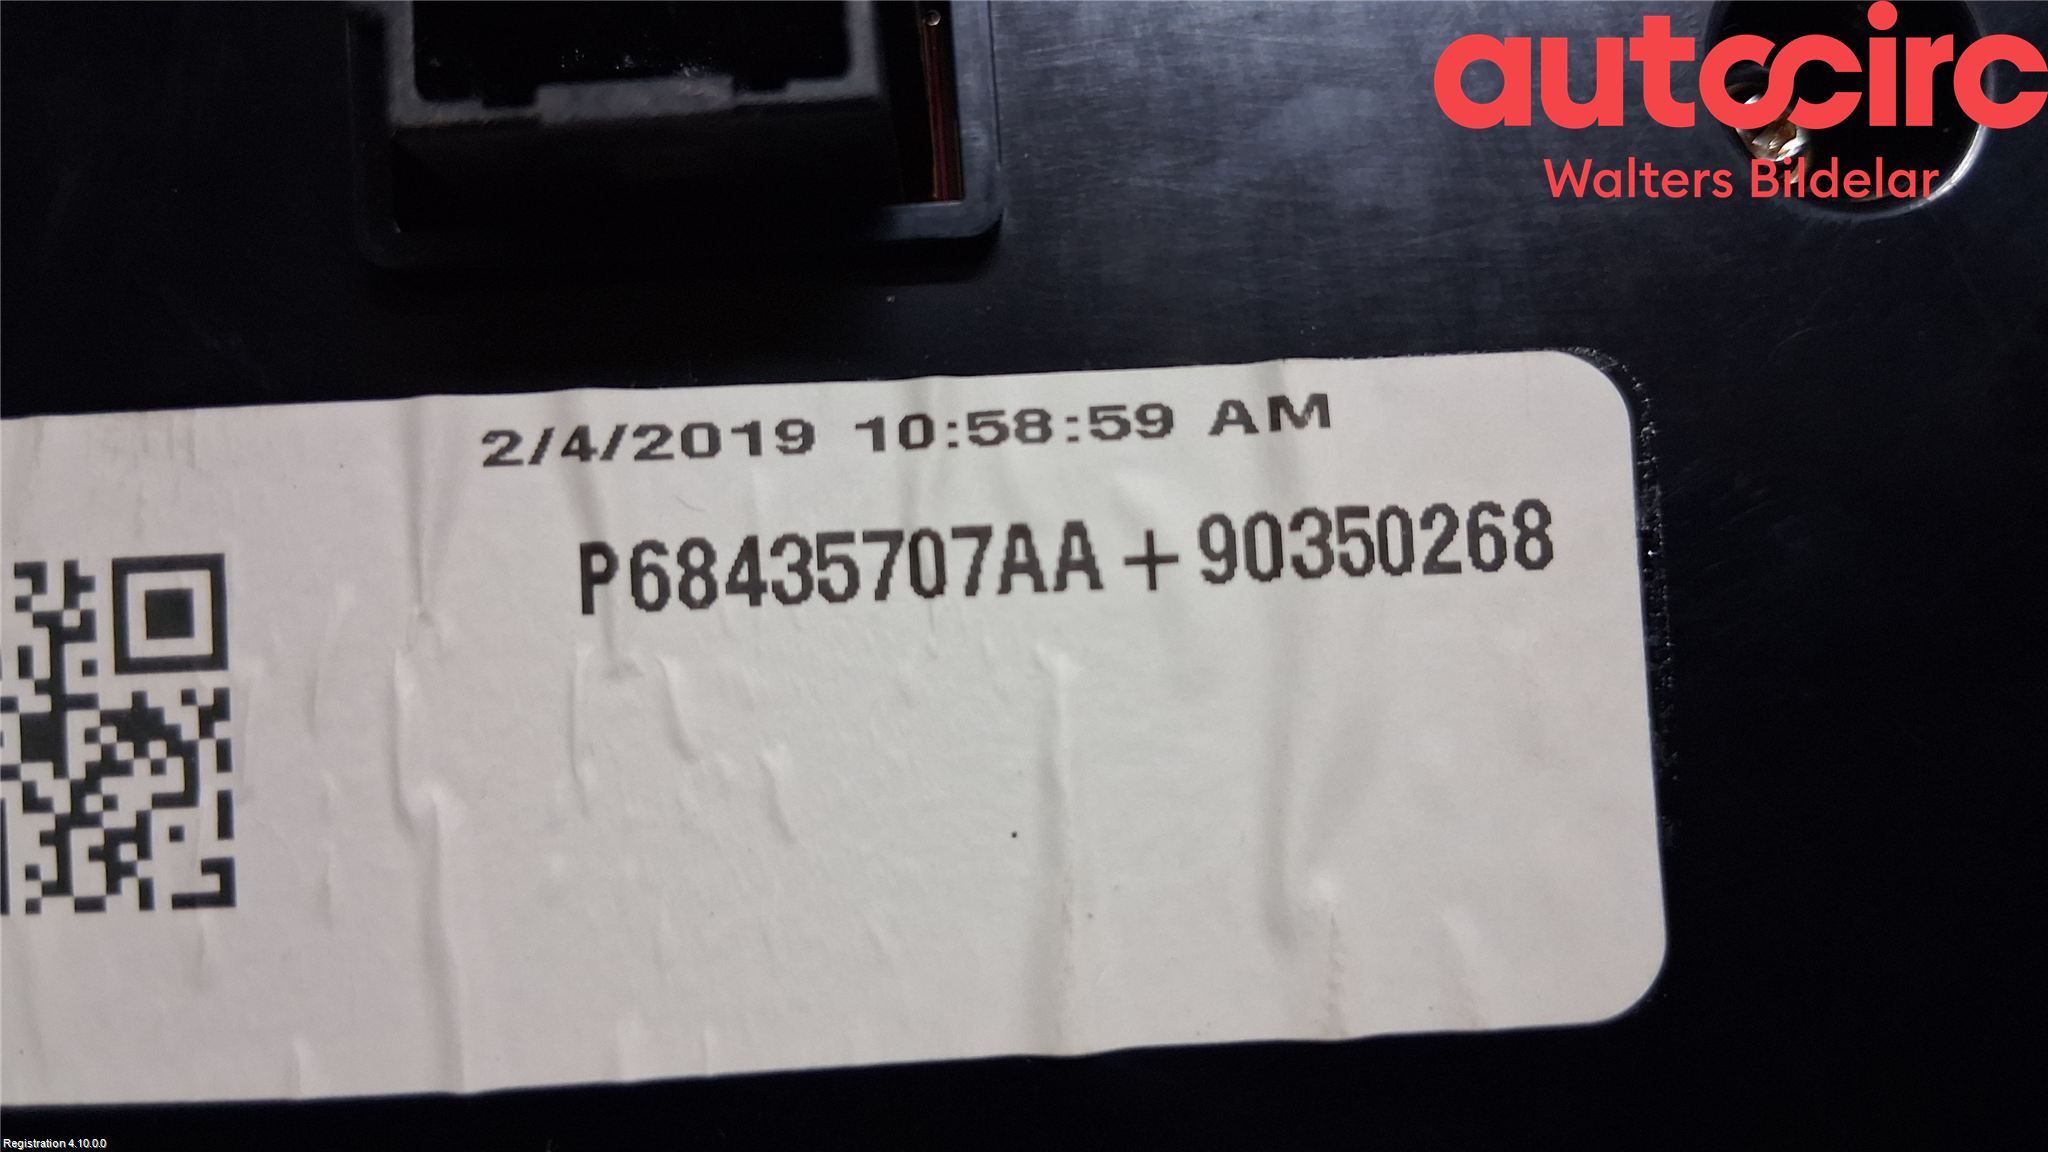 autocirc
Walters Bildelar
2/4/2019 10:58:59 AM
P68435707AA + 90350268
Registration 4.10.0.0